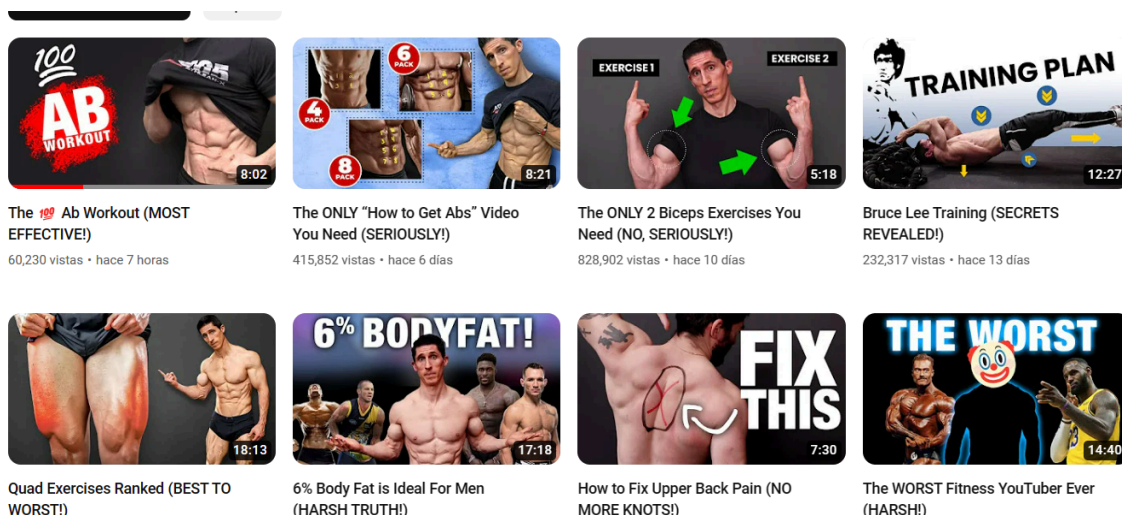 100
AB
WORKOUT
8:02
6
PACK
4
PACK
8
PACK
8:21
EXERCISE 1
EXERCISE 2
5:18
TRAINING PLAN
12:27
The 💯 Ab Workout (MOST
EFFECTIVE!)
60,230 vistas • hace 7 horas
The ONLY “How to Get Abs” Video
You Need (SERIOUSLY!)
415,852 vistas • hace 6 días
The ONLY 2 Biceps Exercises You
Need (NO, SERIOUSLY!)
828,902 vistas • hace 10 días
Bruce Lee Training (SECRETS
REVEALED!)
232,317 vistas • hace 13 días
18:13
6% BODYFAT!
17:18
FIX
THIS
7:30
THE WORST
14:40
Quad Exercises Ranked (BEST TO
WORST!)
6% Body Fat is Ideal For Men
(HARSH TRUTH!)
How to Fix Upper Back Pain (NO
MORE KNOTS!)
The WORST Fitness YouTuber Ever
(HARSH!)